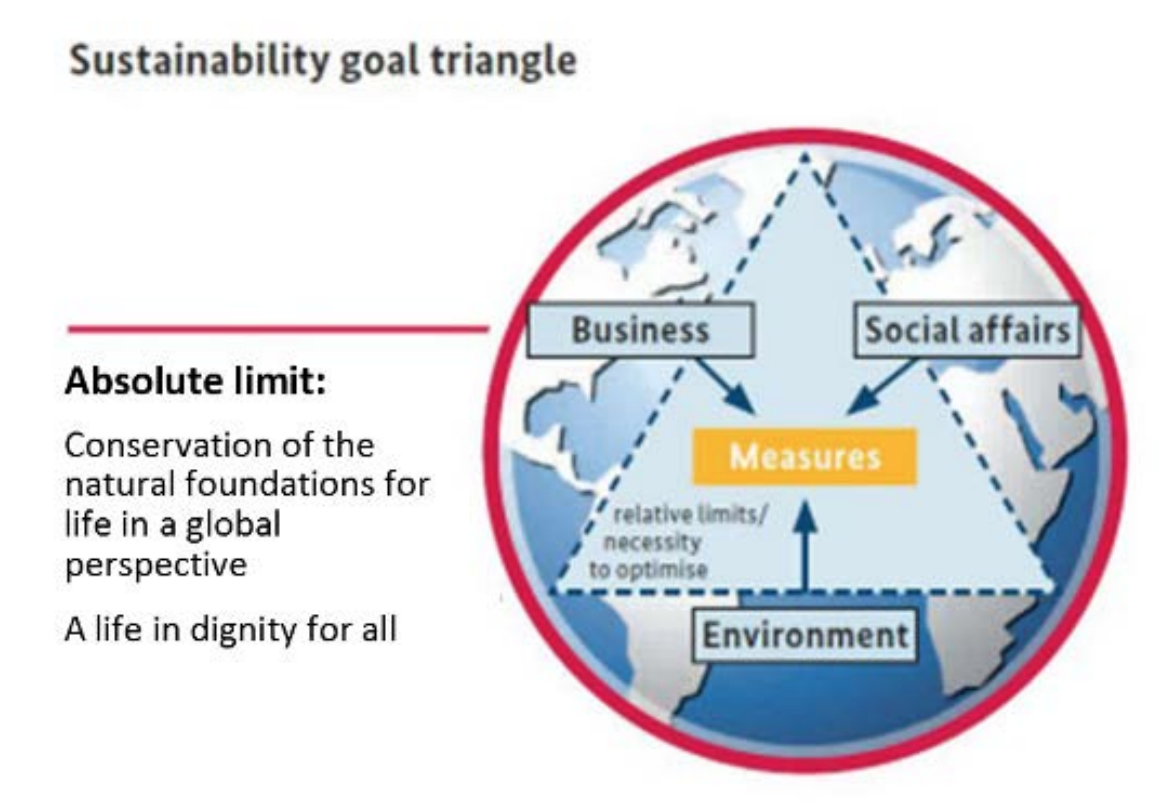 Sustainability goal triangle
Business
Social affairs
Absolute limit:
Conservation of the
natural foundations for
life in a global
perspective
A life in dignity for all
Measures
relative limits/
necessity
to optimise
Environment